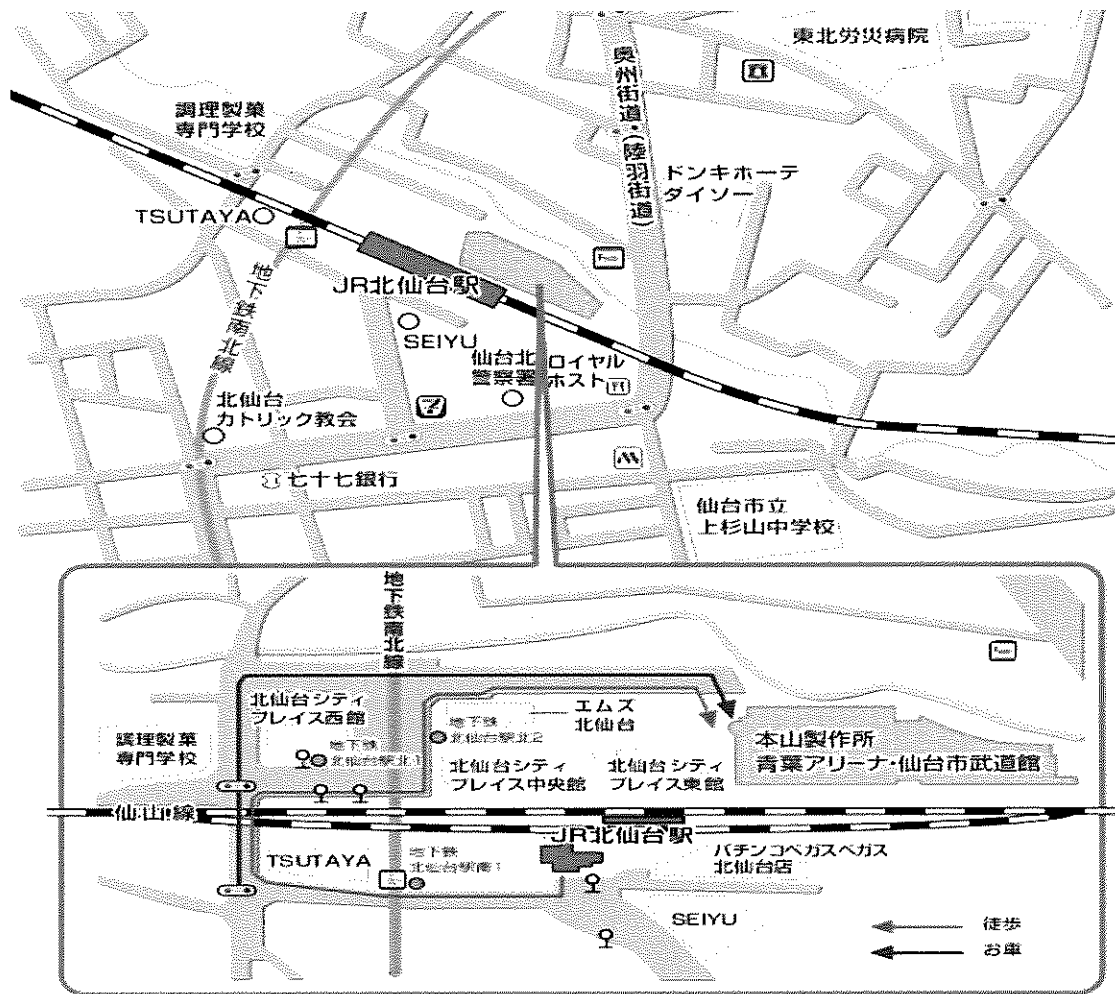 東北労災病院
奥州街道・(陸羽街道)
調理製菓
専門学校
ドンキホーテ
ダイソー
TSUTAYA
地下鉄南北線
JR北仙台駅
SEIYU
仙台北
警察署
ロイヤル
ホスト
北仙台
カトリック教会
七十七銀行
仙台市立
上杉山中学校
地下鉄南北線
北仙台シティ
プレイス西館
エムズ
北仙台
地下鉄
北仙台駅北2
調理製菓
専門学校
地下鉄
北仙台駅北1
本山製作所
青葉アリーナ・仙台市武道館
北仙台シティ
プレイス中央館
北仙台シティ
プレイス東館
仙山線
JR北仙台駅
TSUTAYA
地下鉄
北仙台駅南1
パチンコベガスベガス
北仙台店
SEIYU
徒歩
お車